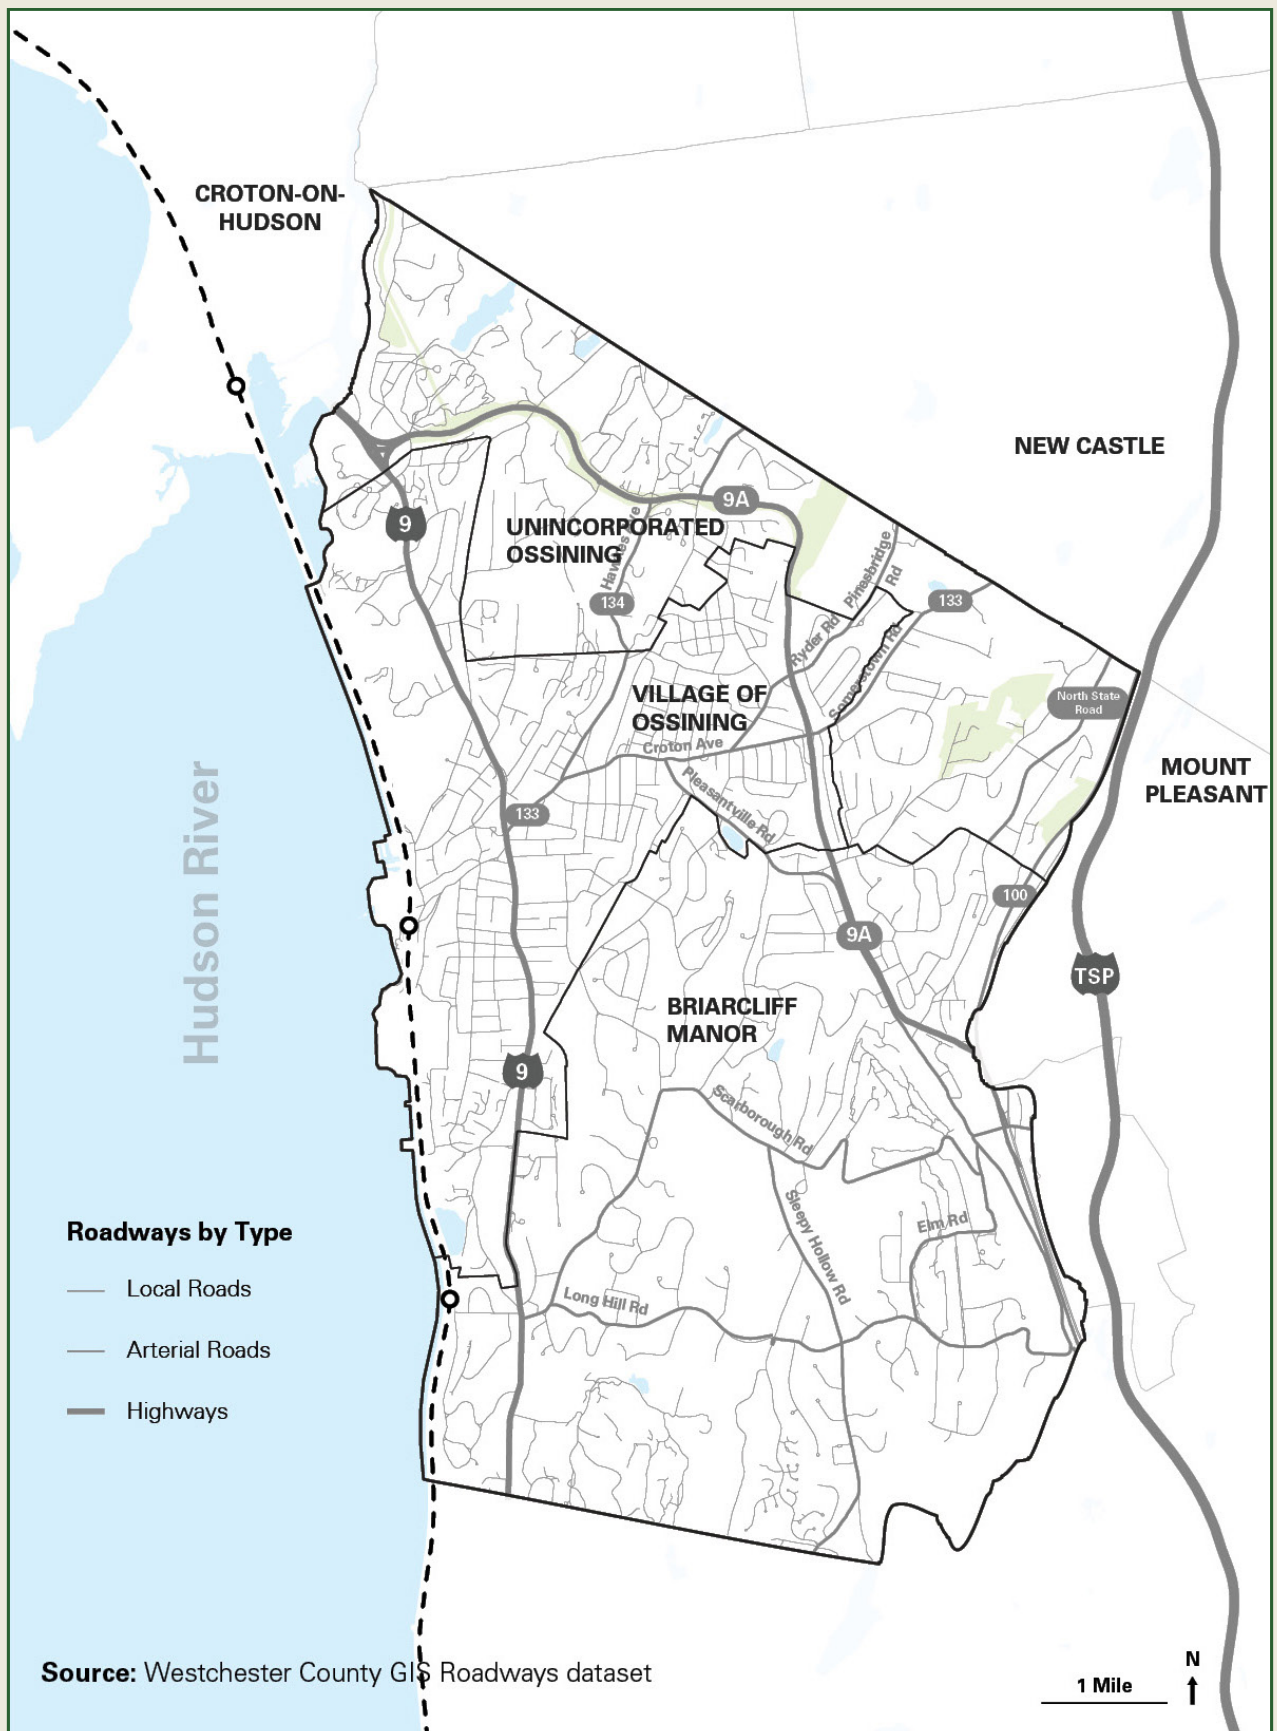 CROTON-ON-
HUDSON
NEW CASTLE
9A
9
UNINCORPORATED
OSSINING
Hawkes Ave
134
Pinesbridge
Rd
133
Ryder Rd
Somerstown Rd
VILLAGE OF
OSSINING
North State
Road
Croton Ave
MOUNT
PLEASANT
Pleasantville Rd
133
Hudson River
100
9A
TSP
BRIARCLIFF
MANOR
9
Scarborough Rd
Sleepy Hollow Rd
Elm Rd
Long Hill Rd
Roadways by Type
Local Roads
Arterial Roads
Highways
Source: Westchester County GIS Roadways dataset
1 Mile
N